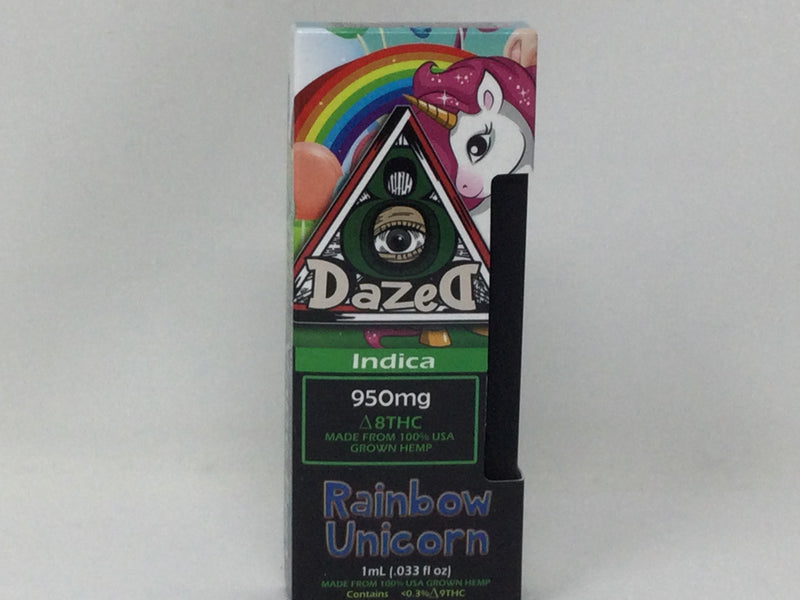 DazeD
Indica
950mg
Δ8THC
MADE FROM 100% USA
GROWN HEMP
Rainbow
Unicorn
1mL (.033 fl oz)
MADE FROM 100% USA GROWN HEMP
Contains <0.3%Δ9THC